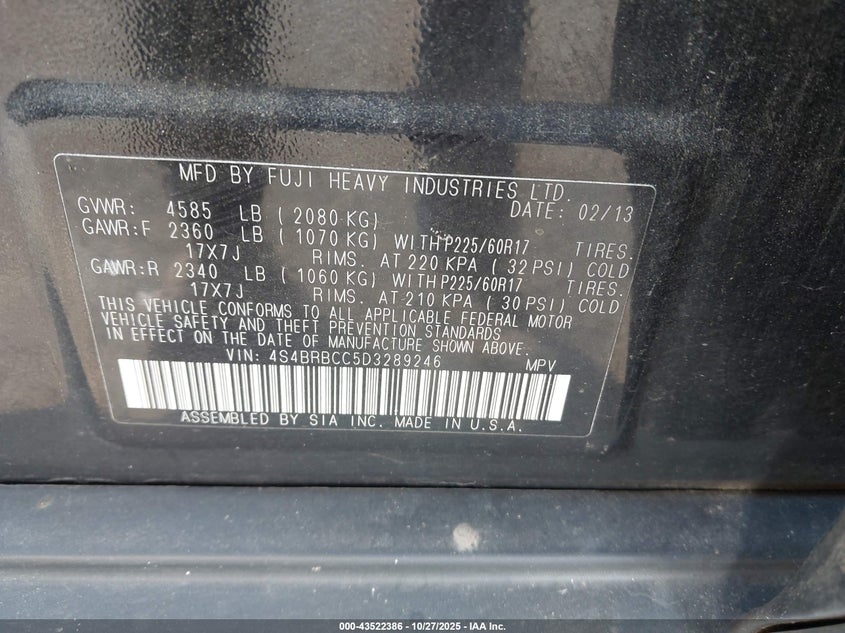 MFD BY FUJI HEAVY INDUSTRIES LTD.
GVWR: 4585 LB ( 2080 KG) DATE: 02/13
GAWR:F 2360 LB ( 1070 KG) WITH P225/60R17 TIRES.
17X7J RIMS. AT 220 KPA ( 32 PSI) COLD
GAWR:R 2340 LB ( 1060 KG) WITH P225/60R17 TIRES.
17X7J RIMS. AT 210 KPA ( 30 PSI) COLD
THIS VEHICLE CONFORMS TO ALL APPLICABLE FEDERAL MOTOR
VEHICLE SAFETY AND THEFT PREVENTION STANDARDS
IN EFFECT ON THE DATE OF MANUFACTURE SHOWN ABOVE.
VIN: 4S4BRBCC5D3289246 MPV
ASSEMBLED BY SIA INC. MADE IN U.S.A.
000-43522386 - 10/27/2025 - IAA Inc.